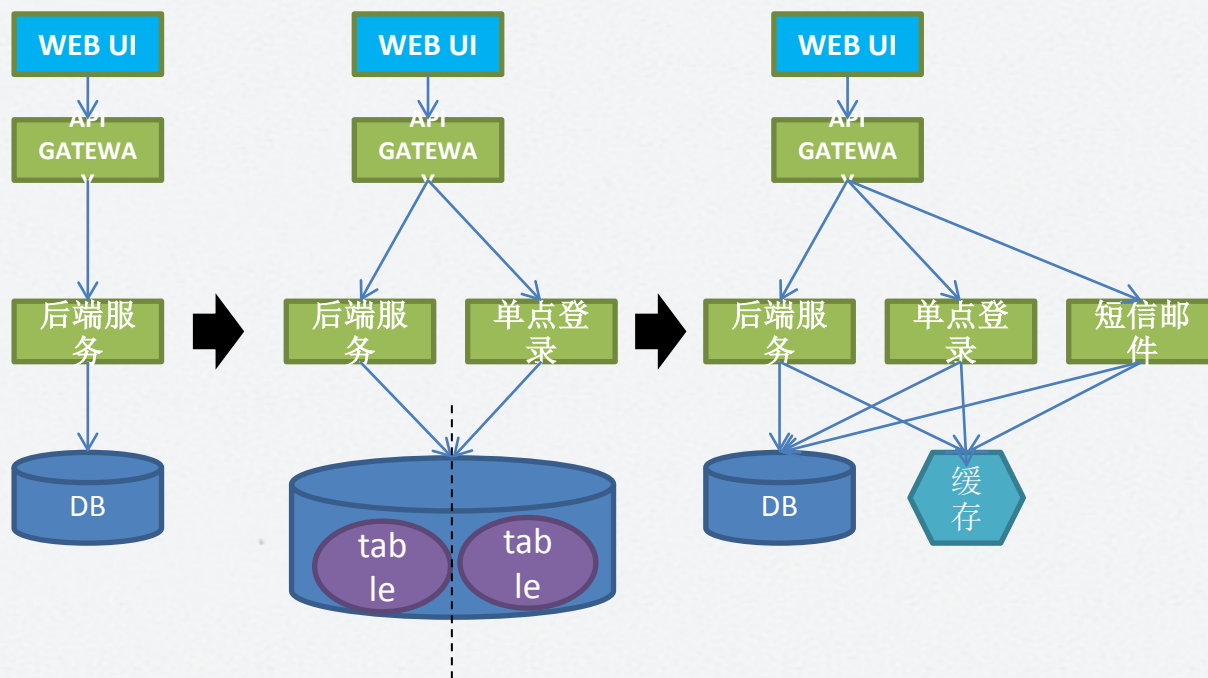 WEB UI
WEB UI
WEB UI
API
GATEWA
Y
API
GATEWA
Y
API
GATEWA
Y
后端服
务
后端服
务
单点登
录
后端服
务
单点登
录
短信邮
件
DB
tab
le
tab
le
DB
缓
存